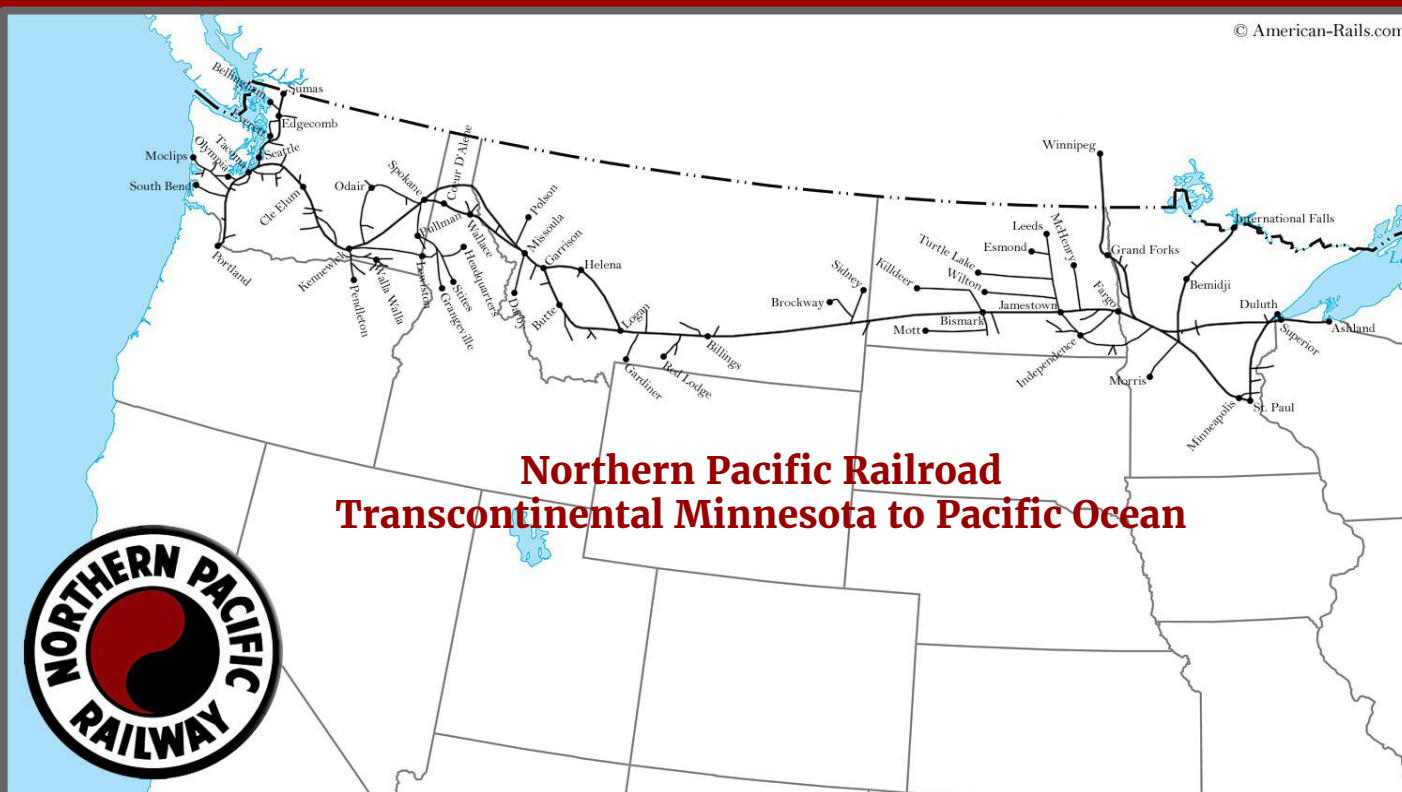 © American-Rails.com
Bellingham
Sumas
Everett
Edgecomb
Moclips
Olympia
Tacoma
Seattle
South Bend
Cle Elum
Portland
Odair
Spokane
Coeur D'Alene
Kennewick
Pullman
Wallace
Walla Walla
Pendleton
Lewiston
Headquarters
Stites
Grangeville
Polson
Missoula
Garrison
Helena
Darby
Butte
Logan
Gardiner
Red Lodge
Billings
Brockway
Sidney
Killdeer
Mott
Turtle Lake
Wilton
Bismark
Esmond
Leeds
McHenry
Jamestown
Independence
Winnipeg
Grand Forks
Fargo
International Falls
Bemidji
Morris
Duluth
Superior
Ashland
Minneapolis
St. Paul
Northern Pacific Railroad
Transcontinental Minnesota to Pacific Ocean
NORTHERN PACIFIC
RAILWAY